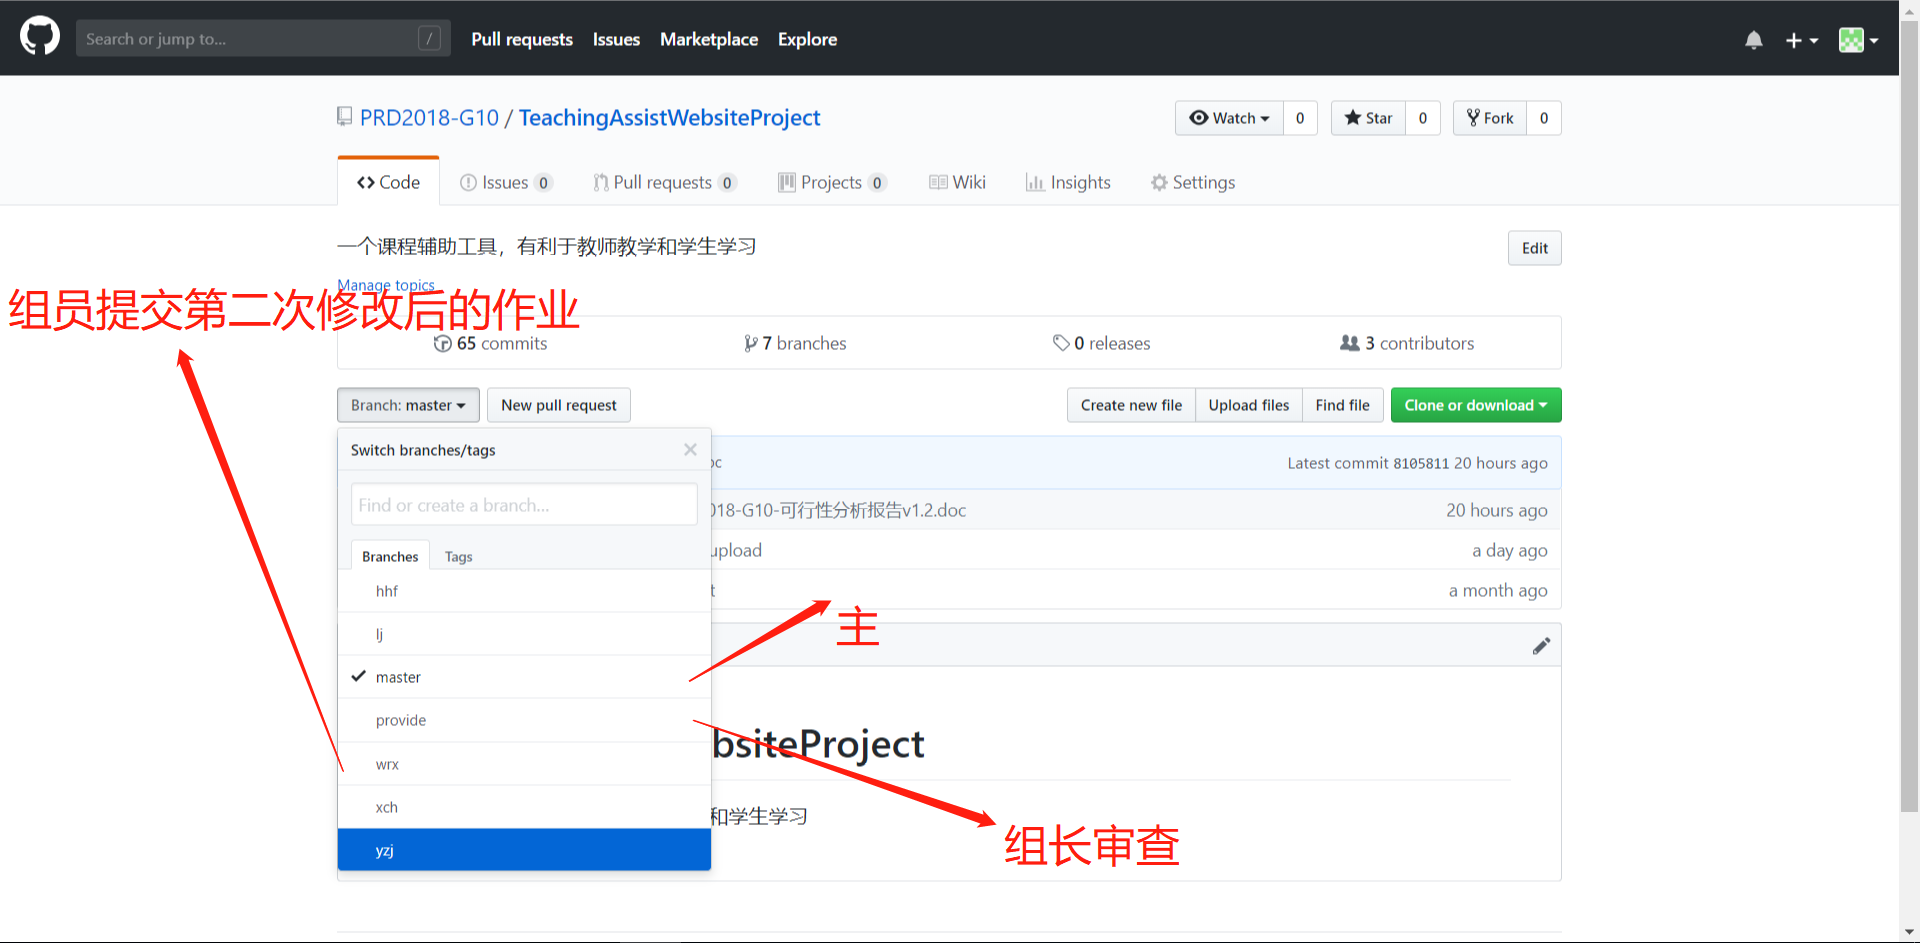 Search or jump to... /
Pull requests Issues Marketplace Explore
PRD2018-G10 / TeachingAssistWebsiteProject
Watch 0 Star 0 Fork 0
Code Issues 0 Pull requests 0 Projects 0 Wiki Insights Settings
一个课程辅助工具，有利于教师教学和学生学习
Edit
Manage topics
组员提交第二次修改后的作业
65 commits 7 branches 0 releases 3 contributors
Branch: master New pull request Create new file Upload files Find file Clone or download
Switch branches/tags
oc Latest commit 8105811 20 hours ago
Find or create a branch...
018-G10-可行性分析报告v1.2.doc 20 hours ago
Branches Tags
upload a day ago
hhf
t a month ago
主
lj
master
provide
bsiteProject
wrx
xch
和学生学习
组长审查
yzj